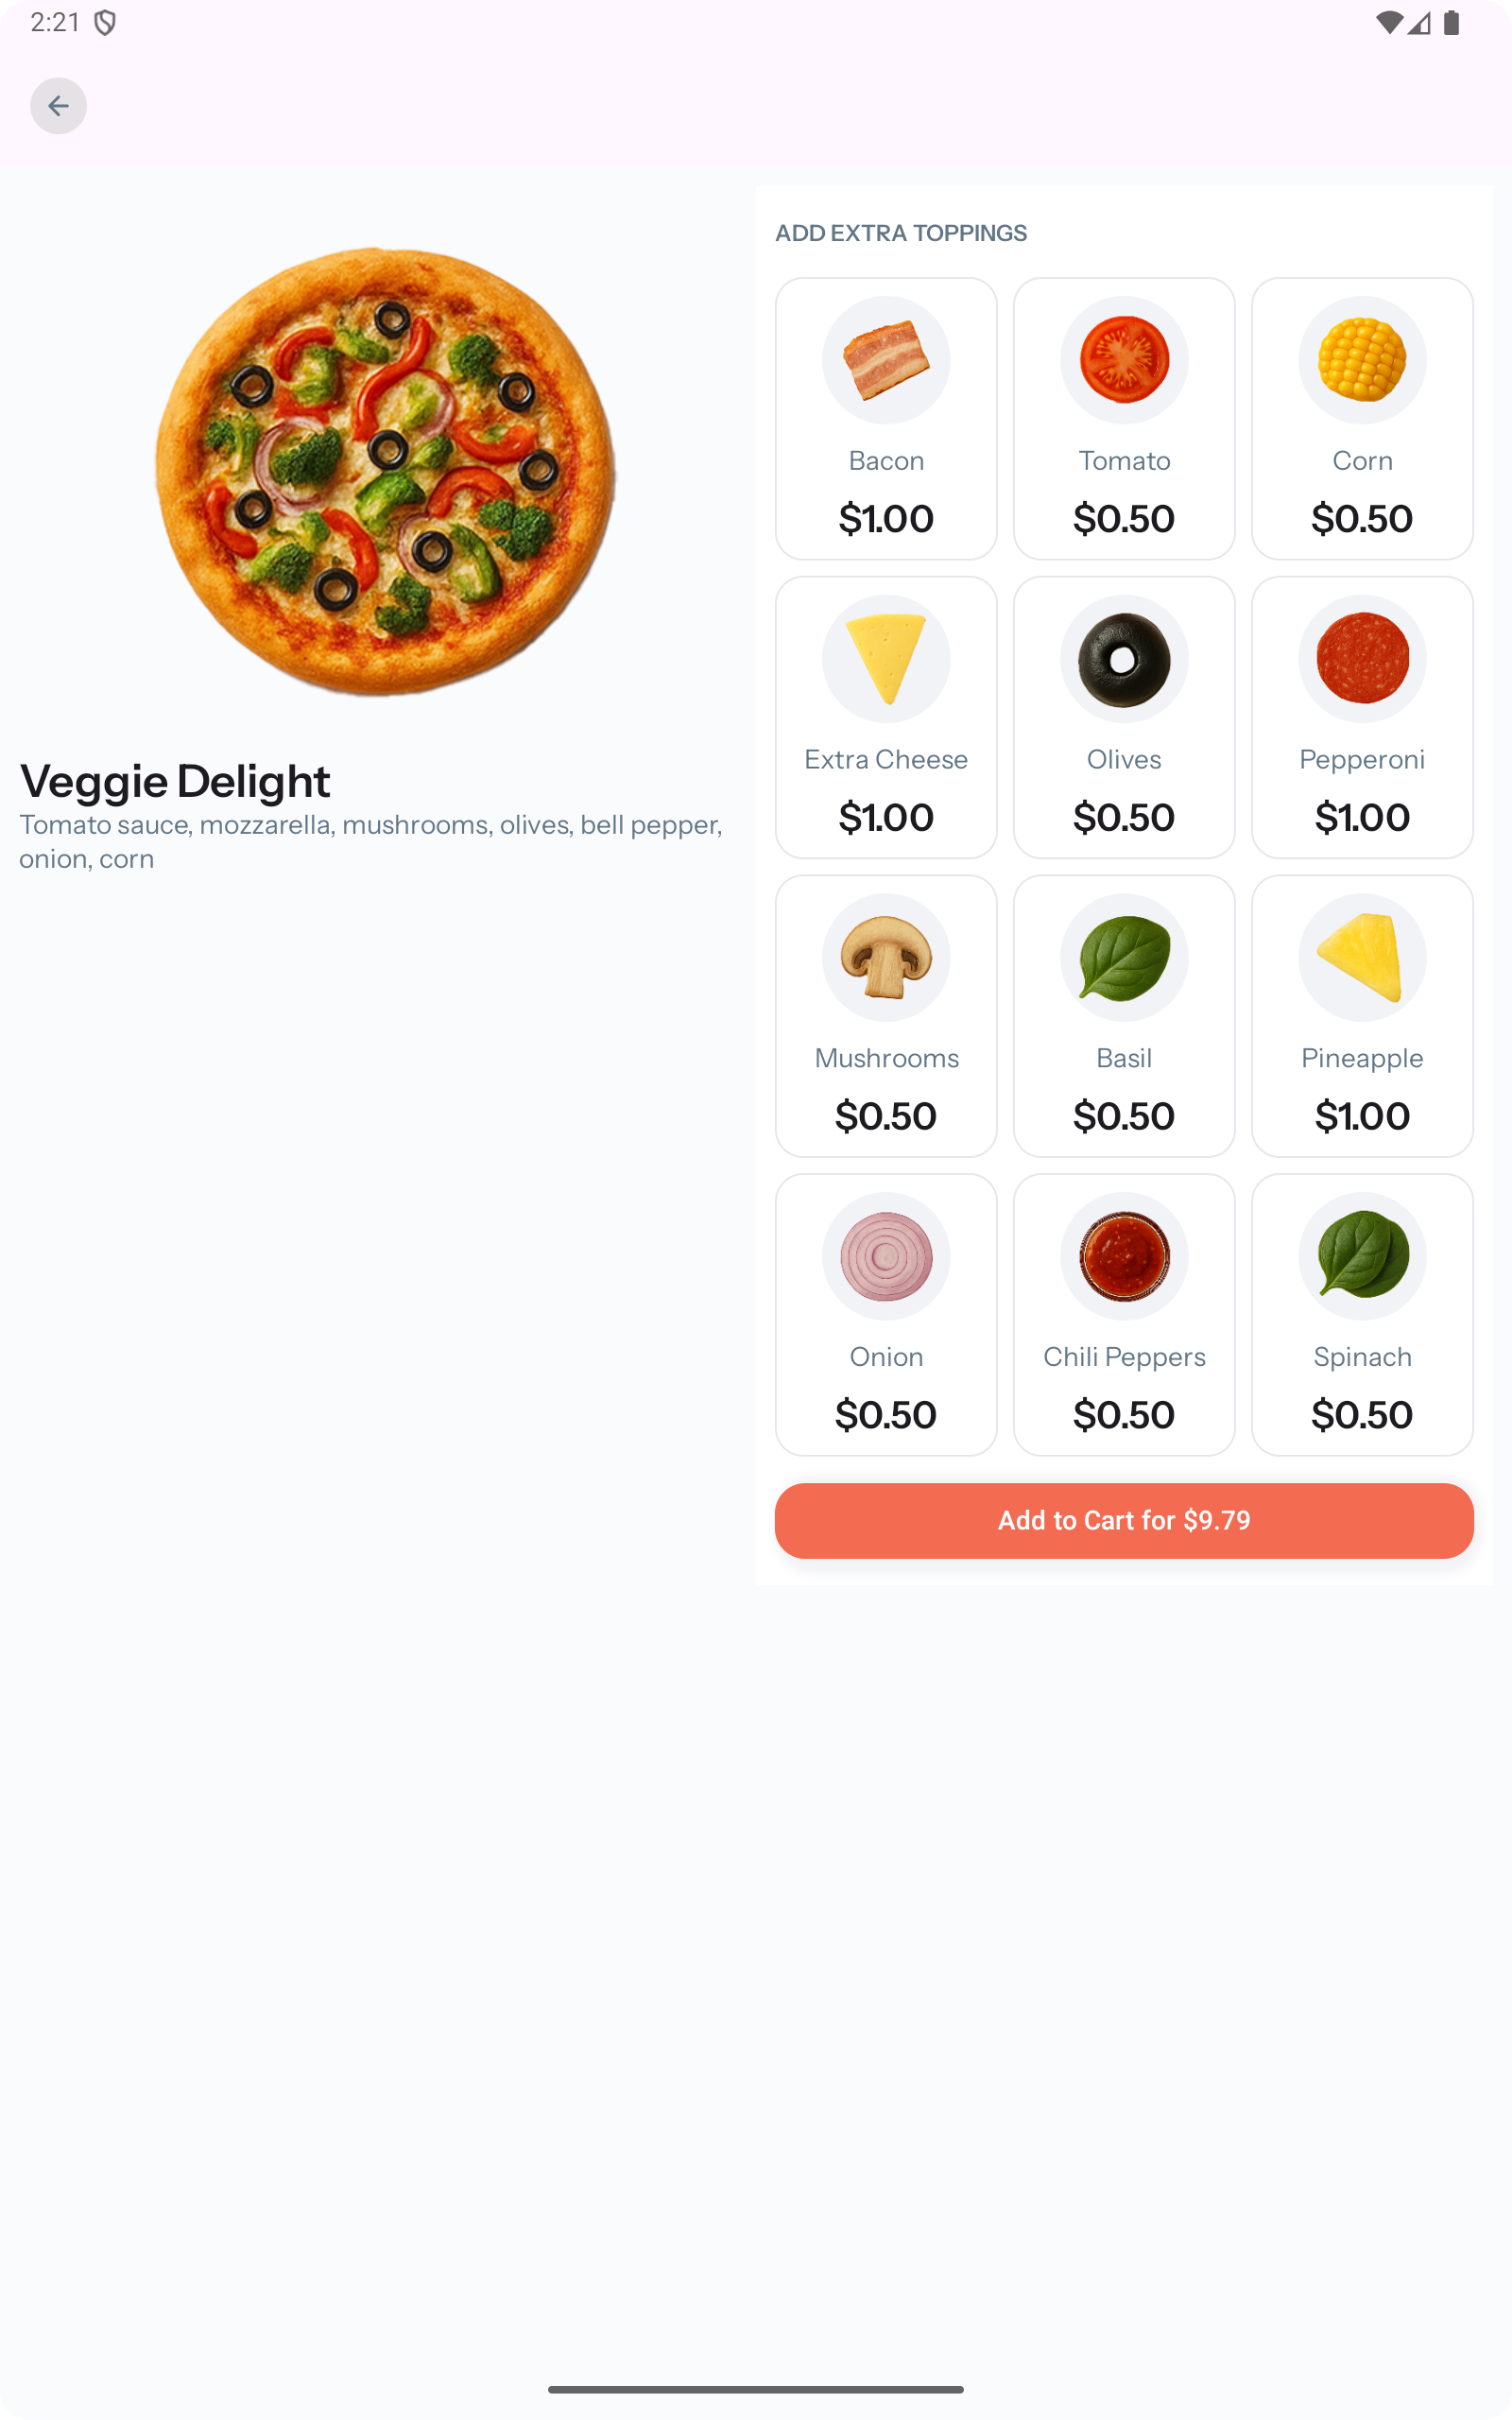 2:21
Veggie Delight
Tomato sauce, mozzarella, mushrooms, olives, bell pepper,
onion, corn
ADD EXTRA TOPPINGS
Bacon
$1.00
Tomato
$0.50
Corn
$0.50
Extra Cheese
$1.00
Olives
$0.50
Pepperoni
$1.00
Mushrooms
$0.50
Basil
$0.50
Pineapple
$1.00
Onion
$0.50
Chili Peppers
$0.50
Spinach
$0.50
Add to Cart for $9.79